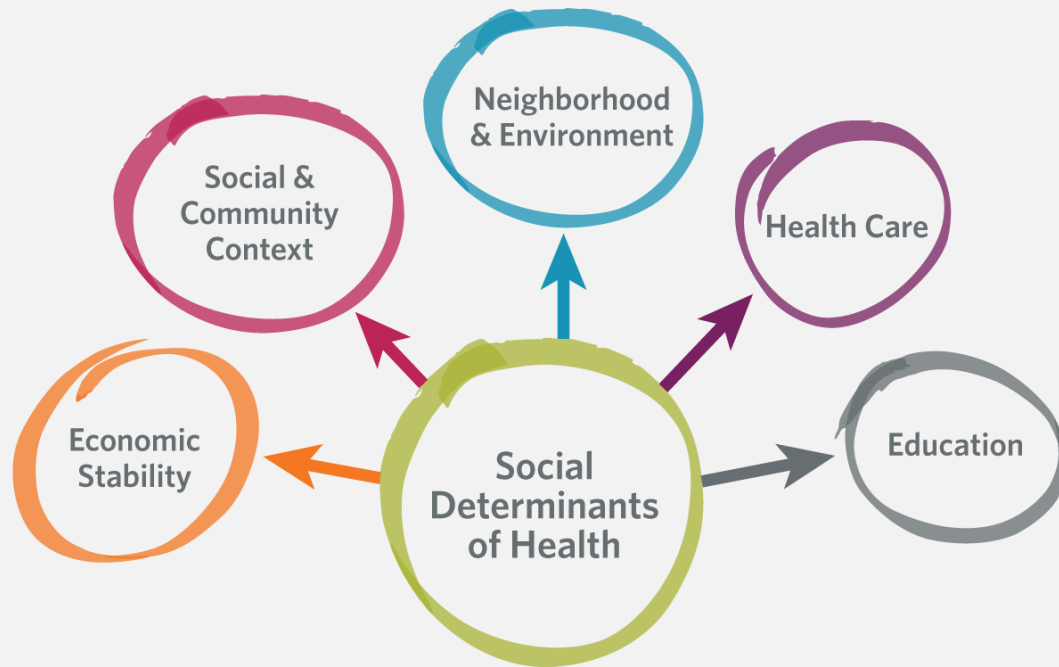 Neighborhood
& Environment
Social &
Community
Context
Health Care
Economic
Stability
Education
Social
Determinants
of Health